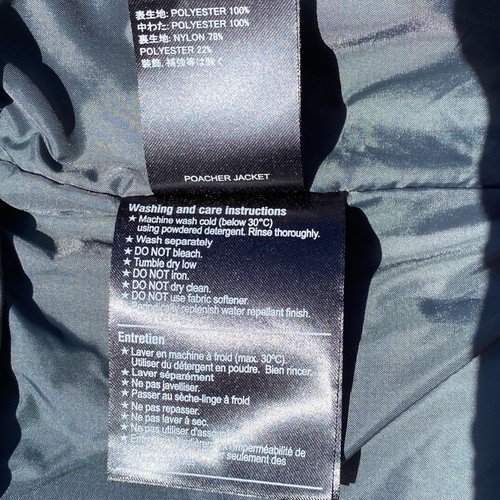 表生地: POLYESTER 100%
中わた: POLYESTER 100%
裏生地: NYLON 78%
POLYESTER 22%
装飾, 補強等は除く
POACHER JACKET
Washing and care instructions
★ Machine wash cold (below 30°C)
using powdered detergent. Rinse thoroughly.
★ Wash separately
★ DO NOT bleach.
★ Tumble dry low
★ DO NOT iron.
★ DO NOT dry clean.
★ DO NOT use fabric softener.
replenish water repellant finish.
Entretien
★ Laver en machine à froid (max. 30°C).
Utiliser du détergent en poudre. Bien rincer.
★ Laver séparément
★ Ne pas javelliser.
★ Passer au sèche-linge à froid
★ Ne pas repasser.
★ Ne pas laver à sec.
★ Ne pas utiliser
l'imperméabilité de
seulement des